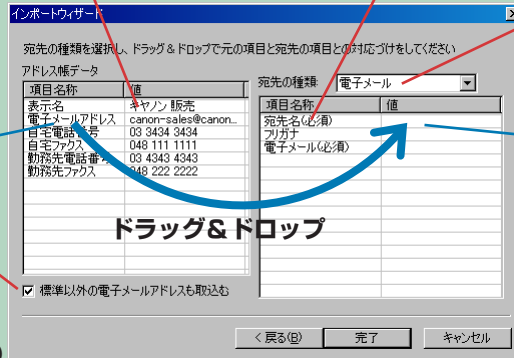 インポートウィザード
宛先の種類を選択し、ドラッグ&ドロップで元の項目と宛先の項目との対応づけをしてください
アドレス帳データ
項目名称 値
表示名 キヤノン 販売
電子メールアドレス canon-sales@canon...
自宅電話番号 03 3434 3434
自宅ファクス 048 111 1111
勤務先電話番号 03 4343 4343
勤務先ファクス 048 222 2222
宛先の種類: 電子メール
項目名称 値
宛先名(必須)
フリガナ
電子メール(必須)
ドラッグ&ドロップ
標準以外の電子メールアドレスも取込む
< 戻る(B) 完了 キャンセル